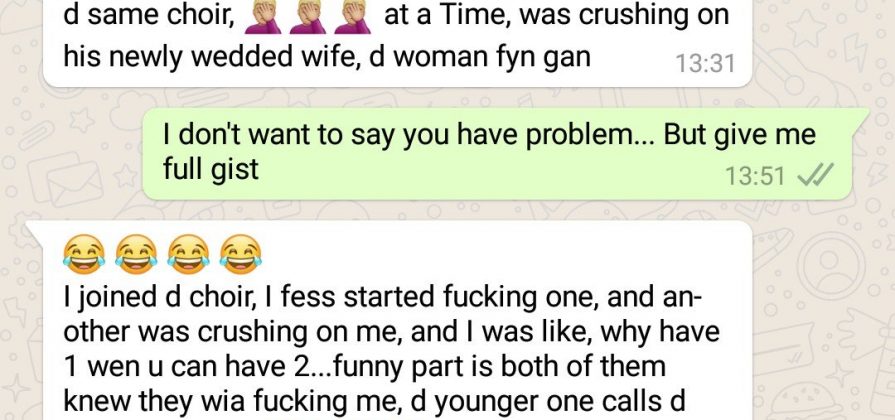 d same choir, 🤦🏼‍♀️🤦🏼‍♀️🤦🏼‍♀️ at a Time, was crushing on
his newly wedded wife, d woman fyn gan
13:31
I don't want to say you have problem... But give me
full gist
13:51
😂😂😂😂
I joined d choir, I fess started fucking one, and an-
other was crushing on me, and I was like, why have
1 wen u can have 2...funny part is both of them
knew they wia fucking me, d younger one calls d